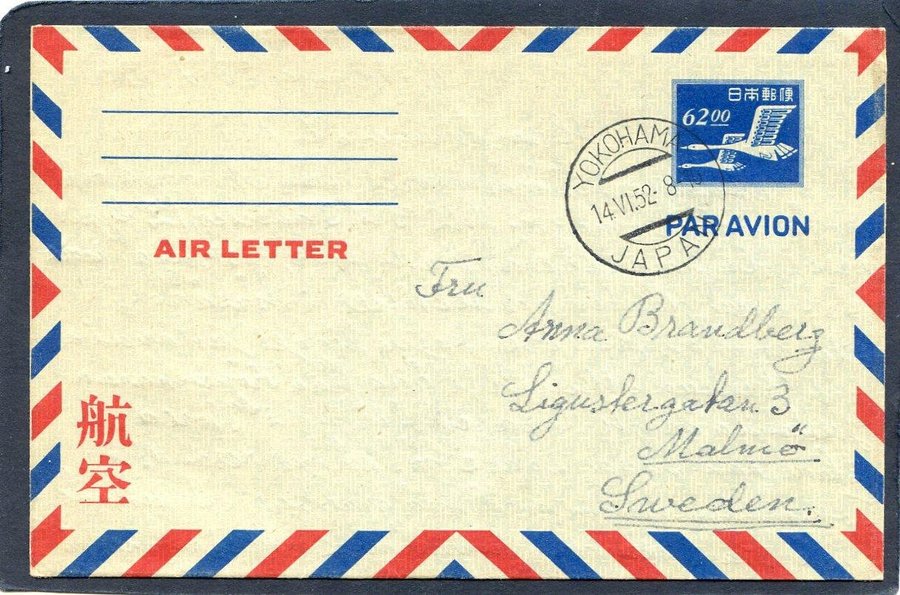 日本郵便
62.00
YOKOHAMA
14.VI.52.-8
JAPAN
PAR AVION
AIR LETTER
Fru
Anna Brandberg
Ligustergatan 3
Malmö
Sweden.
航空